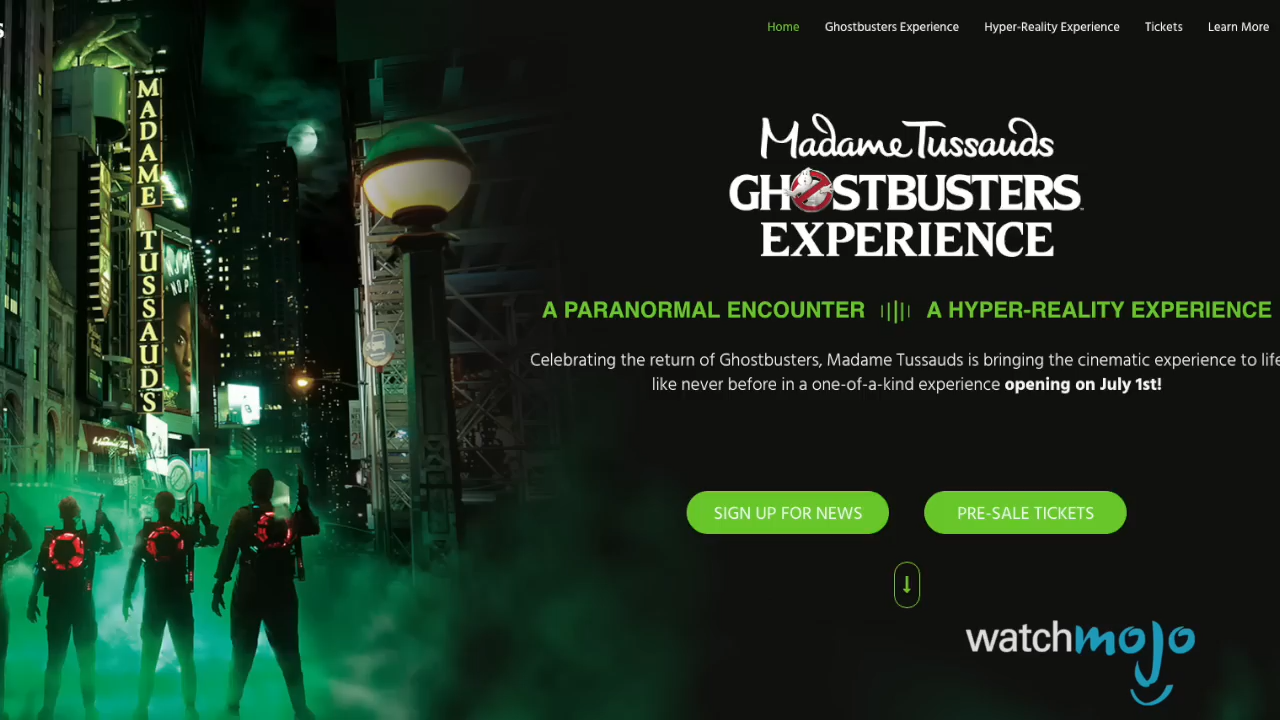 S
Home Ghostbusters Experience Hyper-Reality Experience Tickets Learn More
MADAME TUSSAUD'S
Madame Tussauds
GHOSTBUSTERS
EXPERIENCE
A PARANORMAL ENCOUNTER A HYPER-REALITY EXPERIENCE
Celebrating the return of Ghostbusters, Madame Tussauds is bringing the cinematic experience to life
like never before in a one-of-a-kind experience opening on July 1st!
SIGN UP FOR NEWS PRE-SALE TICKETS
watchmojo